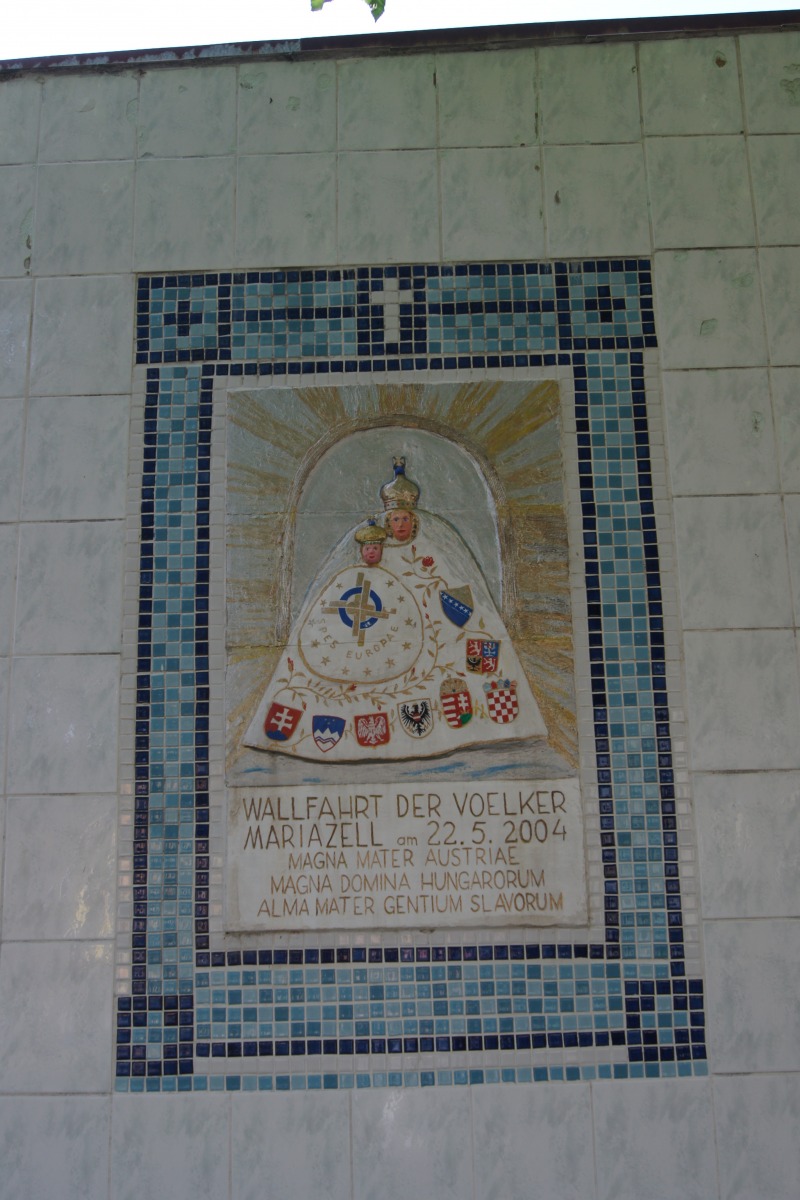 SPES EUROPAE
WALLFAHRT DER VOELKER
MARIAZELL am 22.5.2004
MAGNA MATER AUSTRIAE
MAGNA DOMINA HUNGARORUM
ALMA MATER GENTIUM SLAVORUM